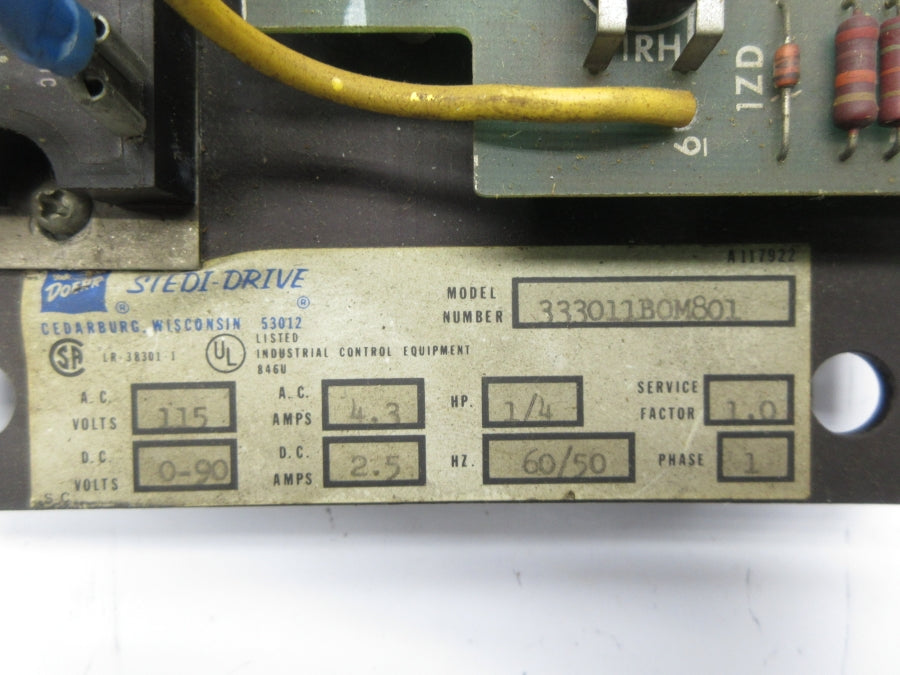 1RH
1ZD
6
C
A117922
DOERR ® STEDI-DRIVE ®
CEDARBURG, WISCONSIN 53012
MODEL NUMBER 333011B0M801
LR-38301-1
LISTED
INDUSTRIAL CONTROL EQUIPMENT
846U
SA
UL
A.C. VOLTS 115
A.C. AMPS 4.3
HP. 1/4
SERVICE FACTOR 1.0
D.C. VOLTS 0-90
D.C. AMPS 2.5
HZ. 60/50
PHASE 1
S.C.